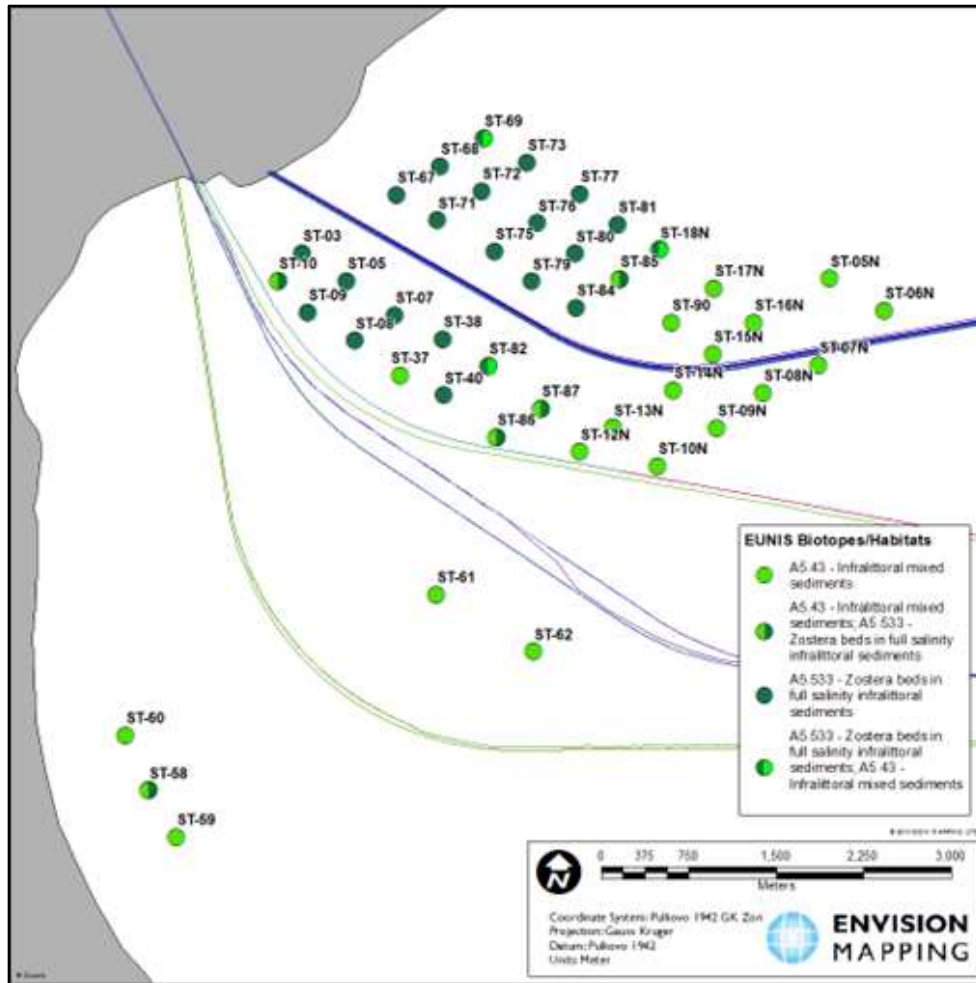 ST-69
ST-68
ST-73
ST-67
ST-72
ST-77
ST-71
ST-76
ST-81
ST-03
ST-75
ST-80
ST-18N
ST-10
ST-05
ST-79
ST-85
ST-17N
ST-05N
ST-09
ST-07
ST-84
ST-90
ST-16N
ST-06N
ST-08
ST-38
ST-15N
ST-37
ST-82
ST-14N
ST-07N
ST-40
ST-08N
ST-87
ST-13N
ST-09N
ST-86
ST-12N
ST-10N
ST-61
ST-62
ST-60
ST-58
ST-59
EUNIS Biotopes/Habitats
A5.43 - Infralittoral mixed
sediments
A5.43 - Infralittoral mixed
sediments; A5.533 -
Zostera beds in full salinity
infralittoral sediments
A5.533 - Zostera beds in
full salinity infralittoral
sediments
A5.533 - Zostera beds in
full salinity infralittoral
sediments; A5.43 -
Infralittoral mixed sediments
N
0 375 750 1,500 2,250 3,000
Meters
Coordinate System: Pulkovo 1942 GK Zon
Projection: Gauss Kruger
Datum: Pulkovo 1942
Units: Meter
ENVISION
MAPPING